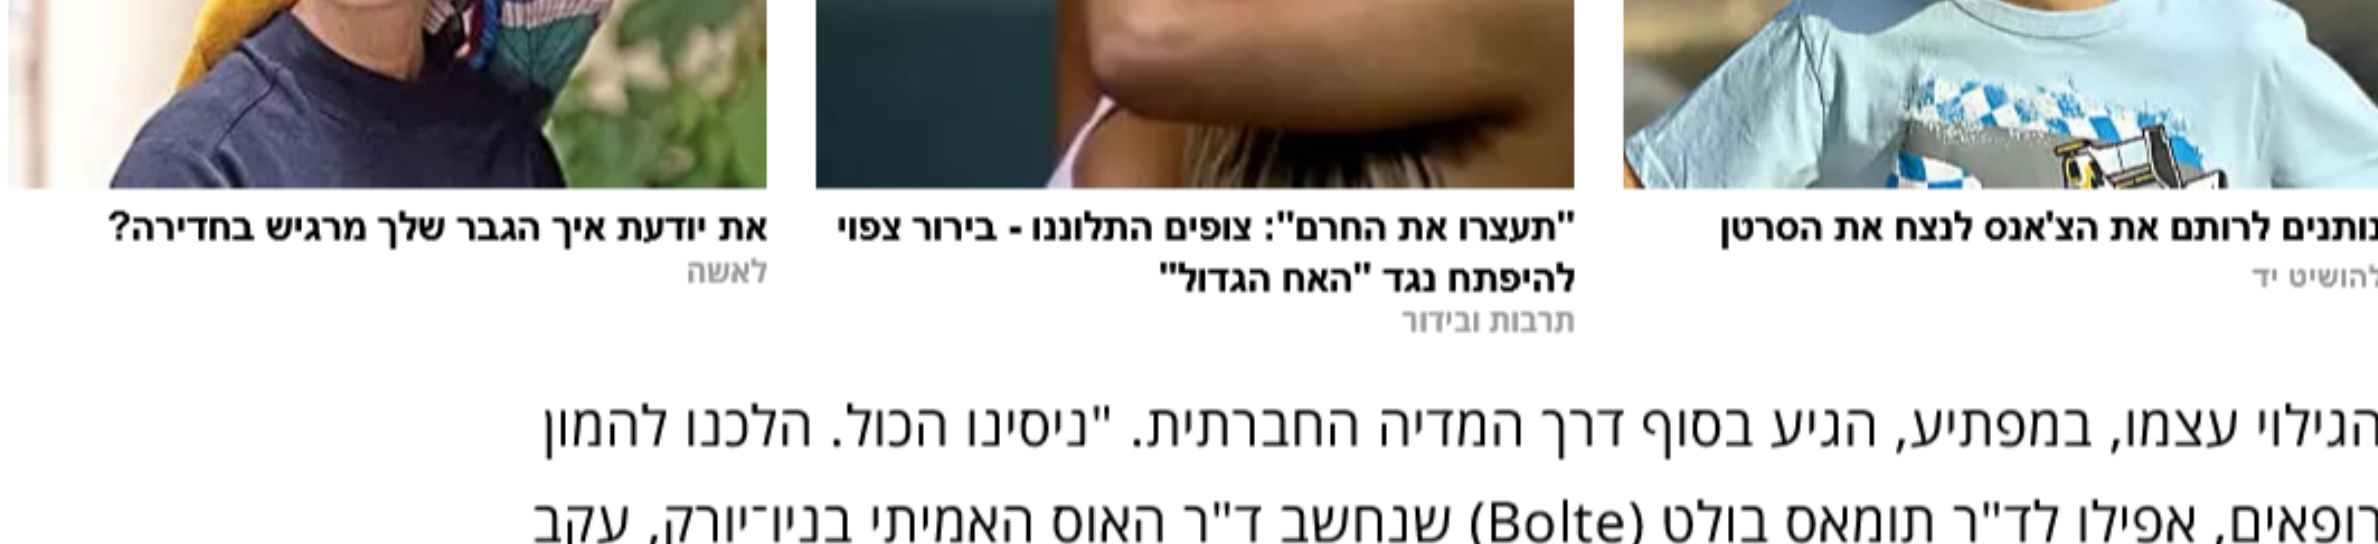 נותנים לרותם את הצ'אנס לנצח את הסרטן
להושיט יד
"תעצרו את החרם": צופים התלוננו - בירור צפוי
להיפתח נגד "האח הגדול"
תרבות ובידור
את יודעת איך הגבר שלך מרגיש בחדירה?
לאשה
הגילוי עצמו, במפתיע, הגיע בסוף דרך המדיה החברתית. "ניסינו הכול. הלכנו להמון
רופאים, אפילו לד"ר תומאס בולט (Bolte) שנחשב ד"ר האוס האמיתי בניו־יורק, עקב